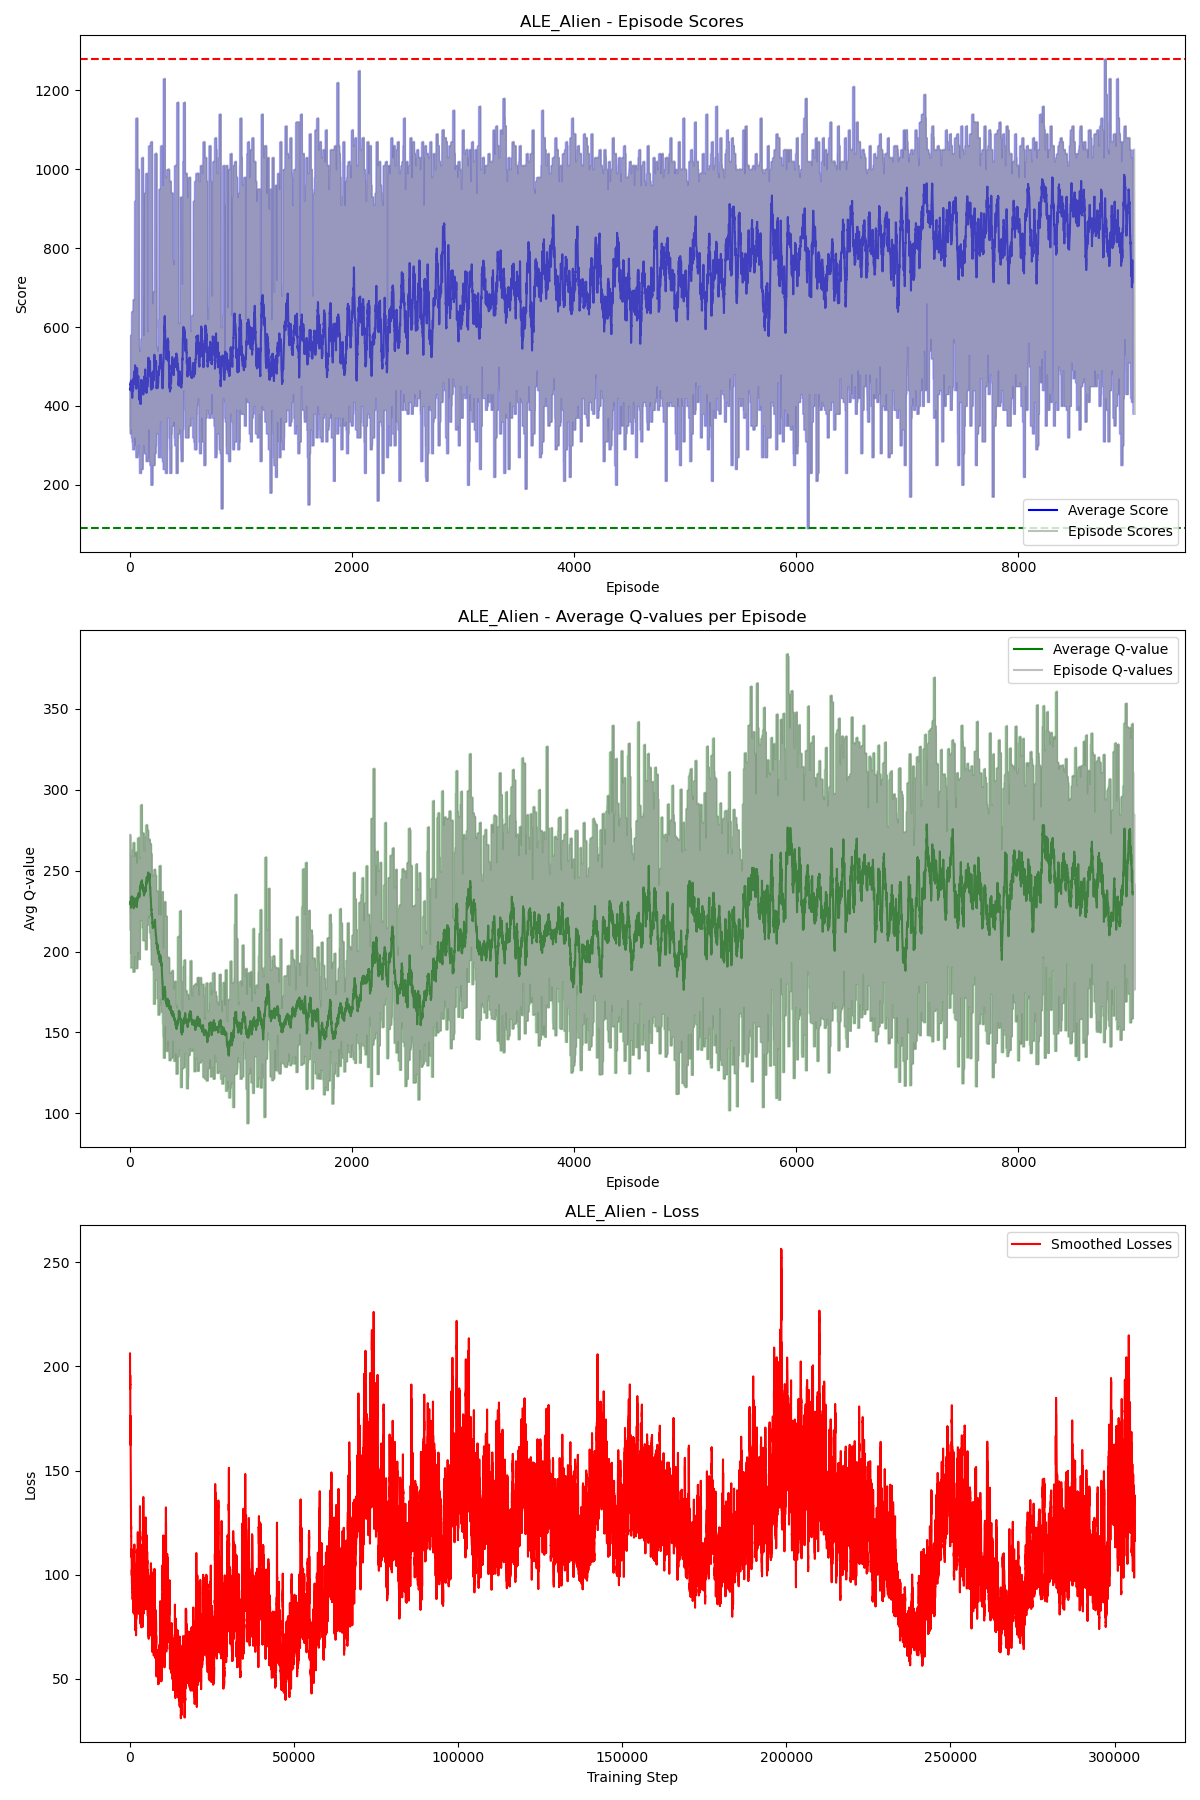 ALE_Alien - Episode Scores
1200
1000
800
600
400
200
Score
0 2000 4000 6000 8000
Episode
Average Score
Episode Scores
ALE_Alien - Average Q-values per Episode
350
300
250
200
150
100
Avg Q-value
0 2000 4000 6000 8000
Episode
Average Q-value
Episode Q-values
ALE_Alien - Loss
250
200
150
100
50
Loss
0 50000 100000 150000 200000 250000 300000
Training Step
Smoothed Losses